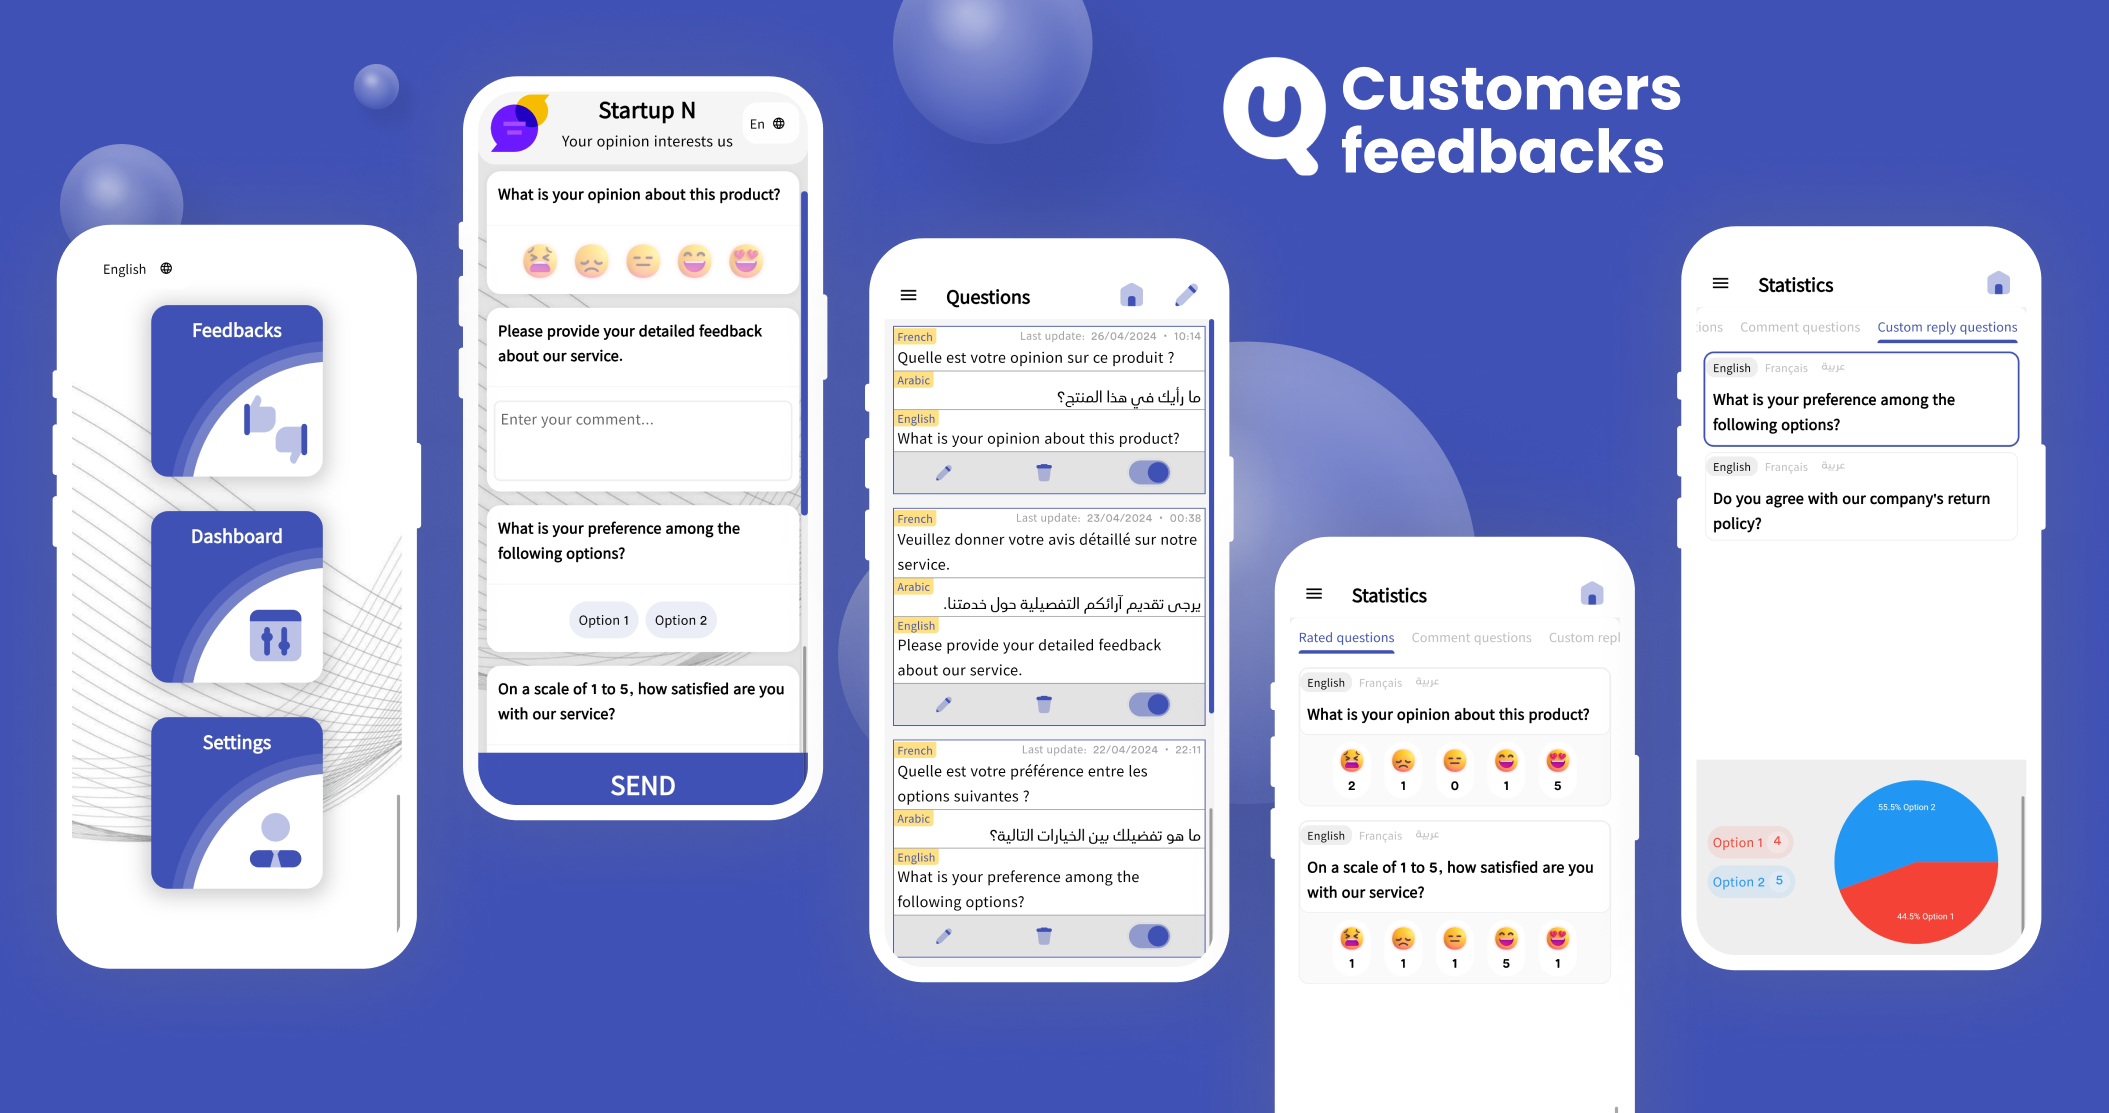 Customers
feedbacks
English
Feedbacks
Dashboard
Settings
Startup N
Your opinion interests us
En
What is your opinion about this product?
Please provide your detailed feedback
about our service.
Enter your comment...
What is your preference among the
following options?
Option 1
Option 2
On a scale of 1 to 5, how satisfied are you
with our service?
SEND
Questions
French
Last update: 26/04/2024 • 10:14
Quelle est votre opinion sur ce produit ?
Arabic
ما رأيك في هذا المنتج؟
English
What is your opinion about this product?
French
Last update: 23/04/2024 • 00:38
Veuillez donner votre avis détaillé sur notre
service.
Arabic
يرجى تقديم آرائكم التفصيلية حول خدمتنا.
English
Please provide your detailed feedback
about our service.
French
Last update: 22/04/2024 • 22:11
Quelle est votre préférence entre les
options suivantes ?
Arabic
ما هو تفضيلك بين الخيارات التالية؟
English
What is your preference among the
following options?
Statistics
Rated questions Comment questions Custom repl
English Français عربية
What is your opinion about this product?
2 1 0 1 5
English Français عربية
On a scale of 1 to 5, how satisfied are you
with our service?
1 1 1 5 1
Statistics
ions Comment questions Custom reply questions
English Français عربية
What is your preference among the
following options?
English Français عربية
Do you agree with our company's return
policy?
55.5% Option 2
Option 1 4
Option 2 5
44.5% Option 1